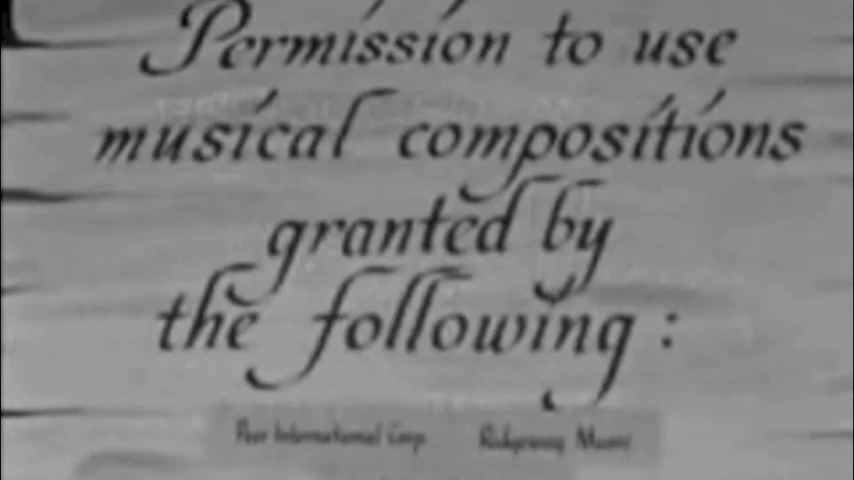 Permission to use
musical compositions
granted by
the following :
Peer International Corp Ridgeway Music